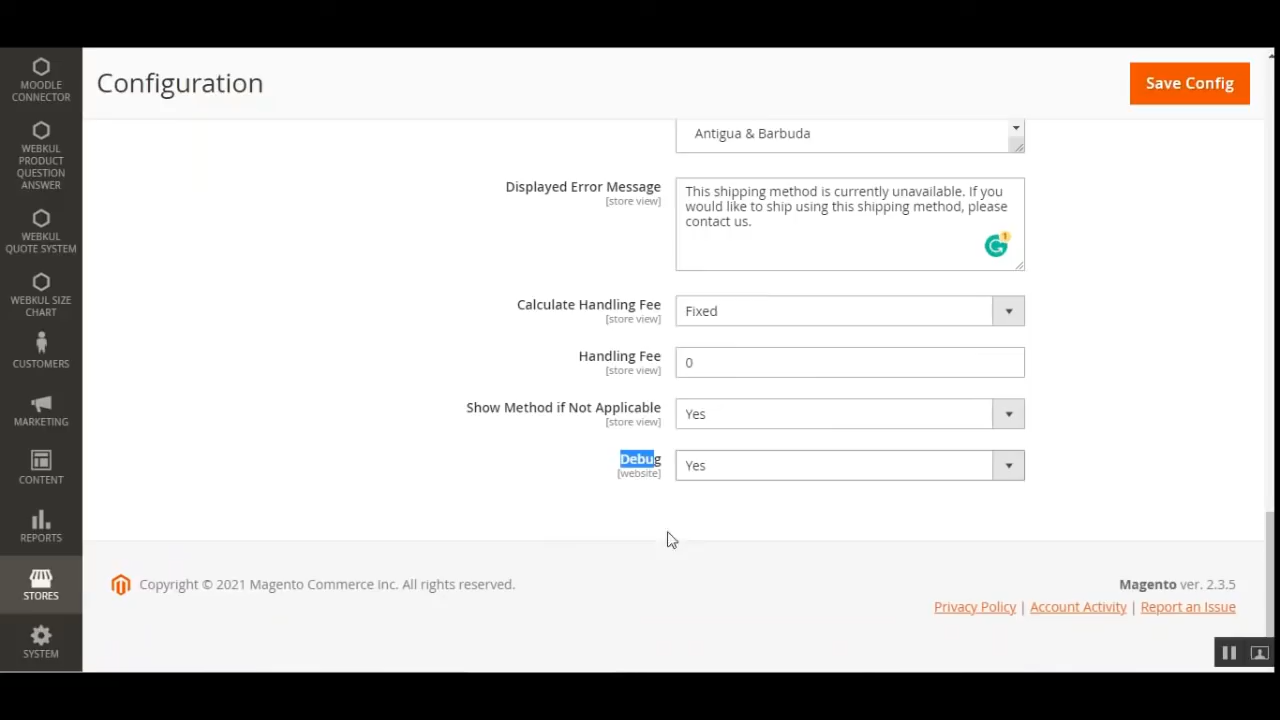 MOODLE
CONNECTOR
WEBKUL
PRODUCT
QUESTION
ANSWER
WEBKUL
QUOTE SYSTEM
WEBKUL SIZE
CHART
CUSTOMERS
MARKETING
CONTENT
REPORTS
STORES
SYSTEM
Configuration
Save Config
Antigua & Barbuda
Displayed Error Message
[store view]
This shipping method is currently unavailable. If you
would like to ship using this shipping method, please
contact us.
1
Calculate Handling Fee
[store view]
Fixed
Handling Fee
[store view]
0
Show Method if Not Applicable
[store view]
Yes
Debug
[website]
Yes
Copyright © 2021 Magento Commerce Inc. All rights reserved.
Magento ver. 2.3.5
Privacy Policy | Account Activity | Report an Issue